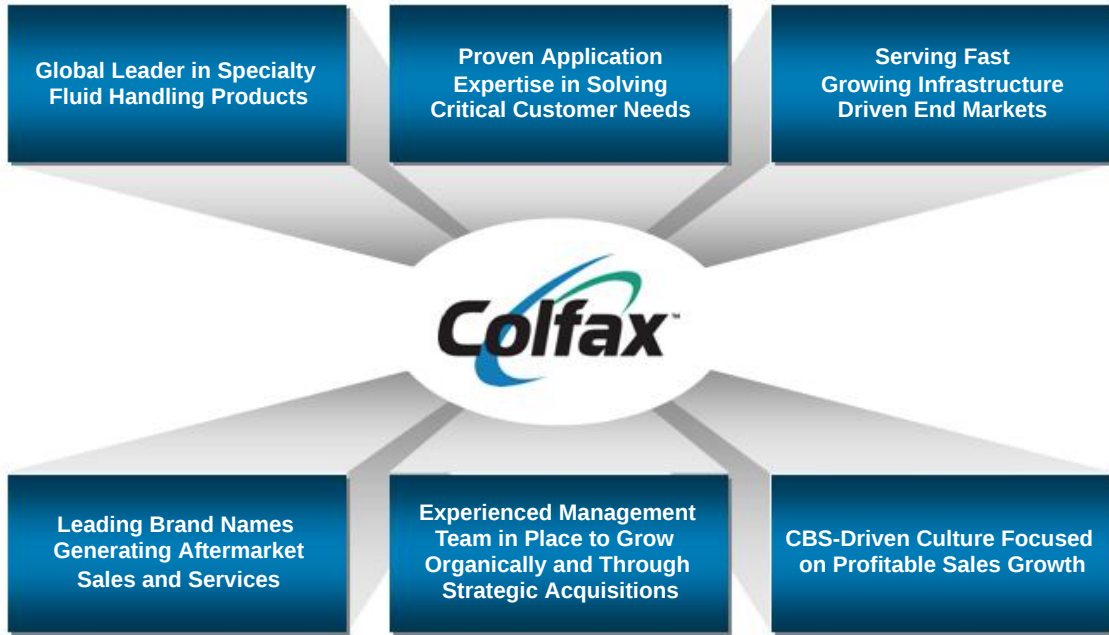 Global Leader in Specialty
Fluid Handling Products
Proven Application
Expertise in Solving
Critical Customer Needs
Serving Fast
Growing Infrastructure
Driven End Markets
Colfax™
Leading Brand Names
Generating Aftermarket
Sales and Services
Experienced Management
Team in Place to Grow
Organically and Through
Strategic Acquisitions
CBS-Driven Culture Focused
on Profitable Sales Growth